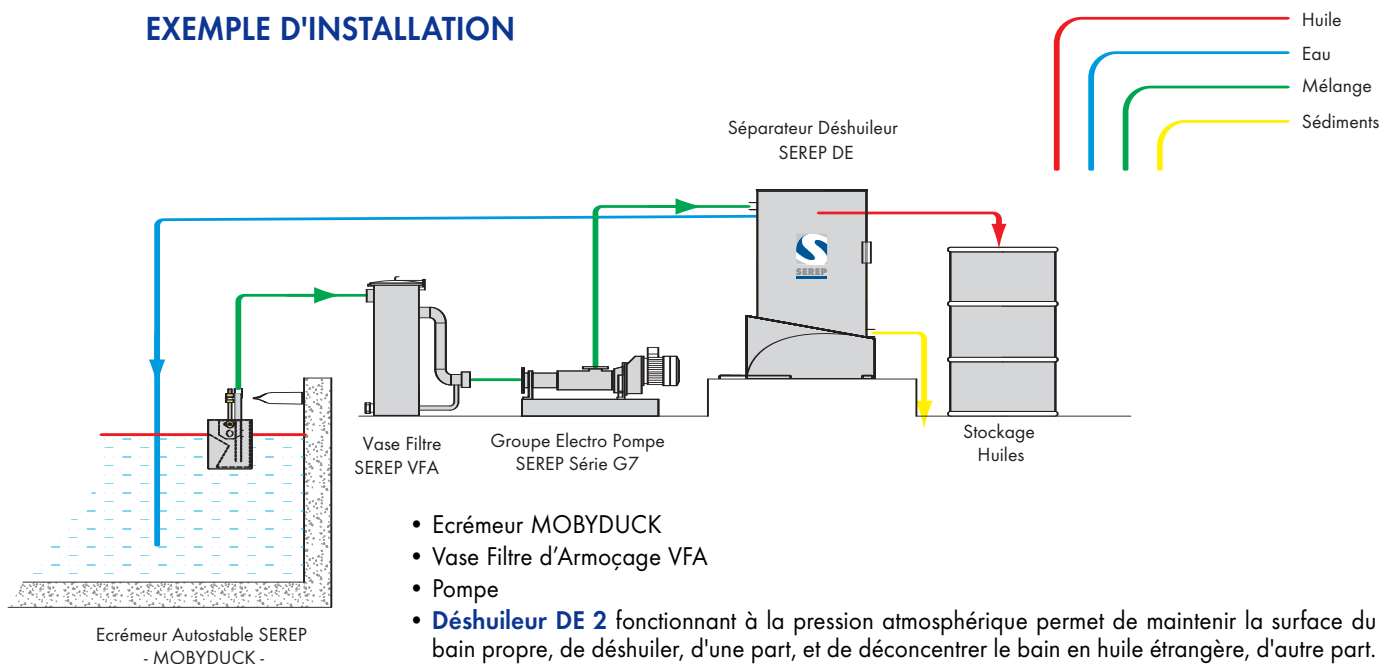 EXEMPLE D'INSTALLATION
Huile
Eau
Mélange
Sédiments
Séparateur Déshuileur
SEREP DE
SEREP
Vase Filtre
SEREP VFA
Groupe Electro Pompe
SEREP Série G7
Stockage
Huiles
Ecrémeur Autostable SEREP
- MOBYDUCK -
• Ecrémeur MOBYDUCK
• Vase Filtre d’Armoçage VFA
• Pompe
• Déshuileur DE 2 fonctionnant à la pression atmosphérique permet de maintenir la surface du
bain propre, de déshuiler, d'une part, et de déconcentrer le bain en huile étrangère, d'autre part.